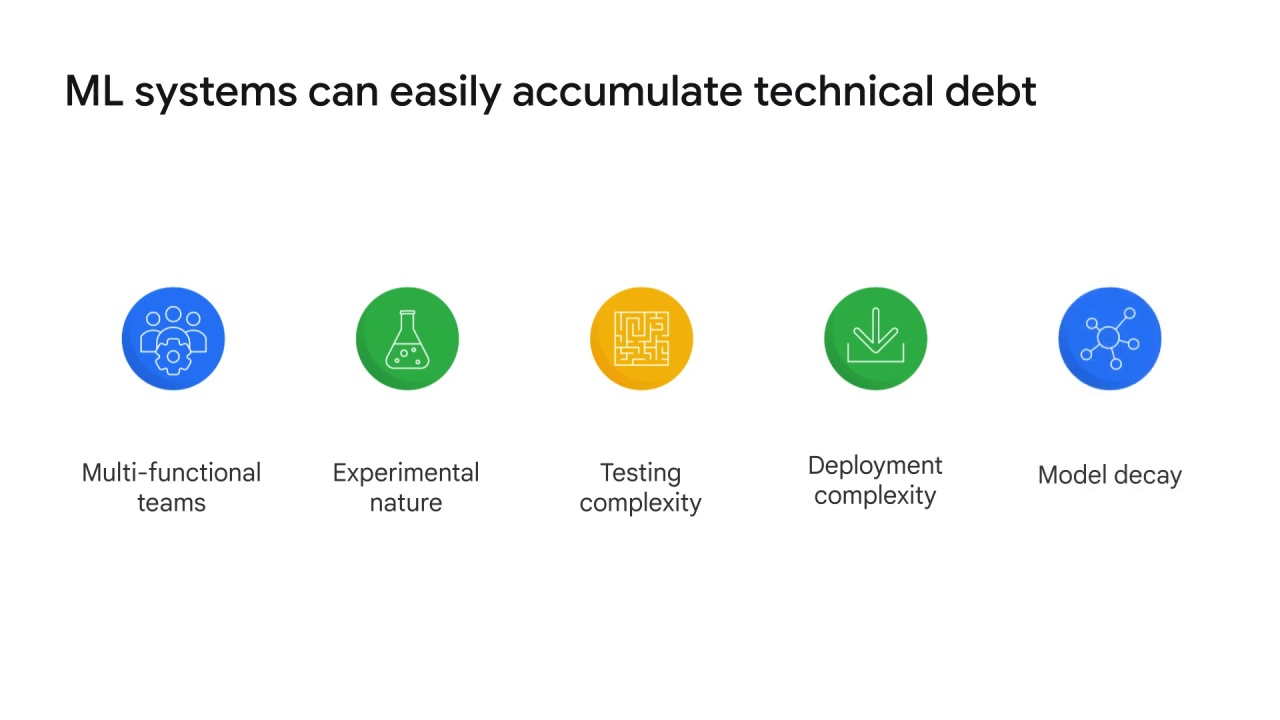 ML systems can easily accumulate technical debt
Multi-functional
teams
Experimental
nature
Testing
complexity
Deployment
complexity
Model decay